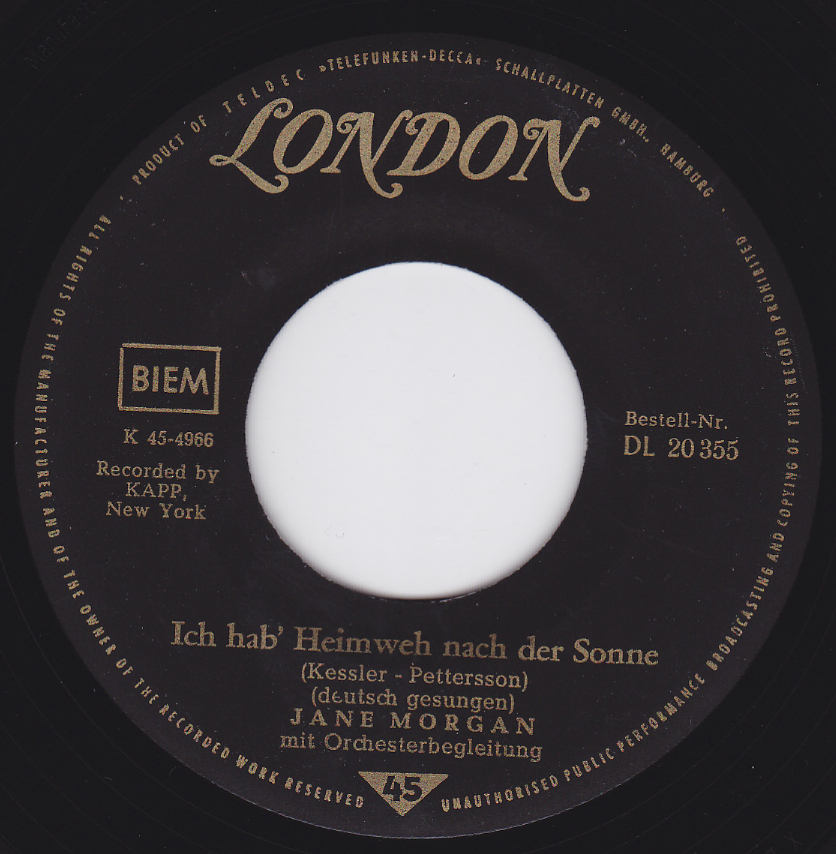 PRODUCT OF TELDEC »TELEFUNKEN-DECCA« SCHALLPLATTEN GMBH., HAMBURG ·
LONDON
BIEM
K 45-4966
Recorded by
KAPP,
New York
Bestell-Nr.
DL 20 355
Ich hab' Heimweh nach der Sonne
(Kessler - Pettersson)
(deutsch gesungen)
JANE MORGAN
mit Orchesterbegleitung
45
ALL RIGHTS OF THE MANUFACTURER AND OF THE OWNER OF THE RECORDED WORK RESERVED
UNAUTHORISED PUBLIC PERFORMANCE BROADCASTING AND COPYING OF THIS RECORD PROHIBITED